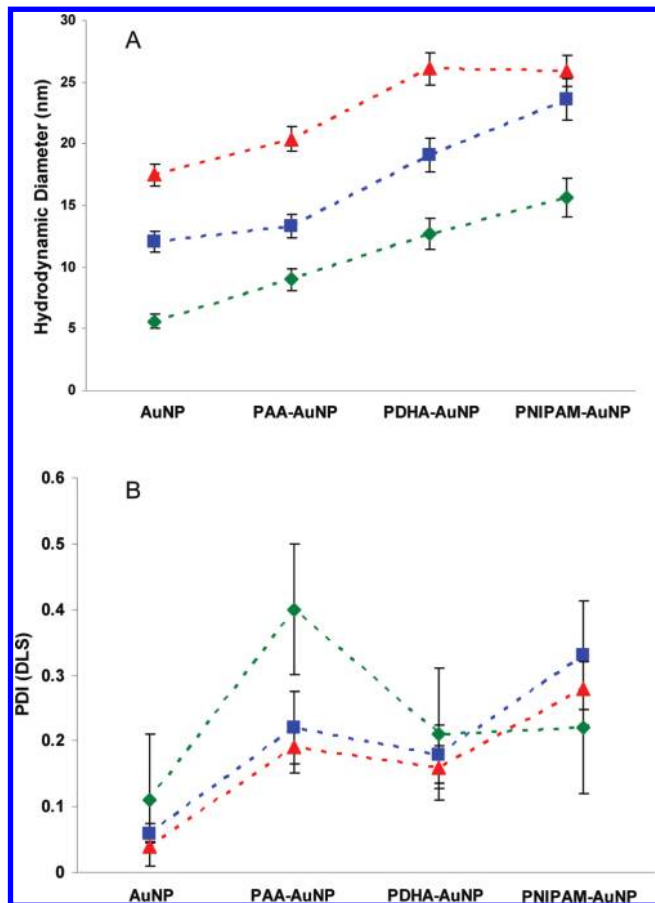 A
Hydrodynamic Diameter (nm)
30
25
20
15
10
5
0
AuNP PAA-AuNP PDHA-AuNP PNIPAM-AuNP
B
PDI (DLS)
0.6
0.5
0.4
0.3
0.2
0.1
0
AuNP PAA-AuNP PDHA-AuNP PNIPAM-AuNP